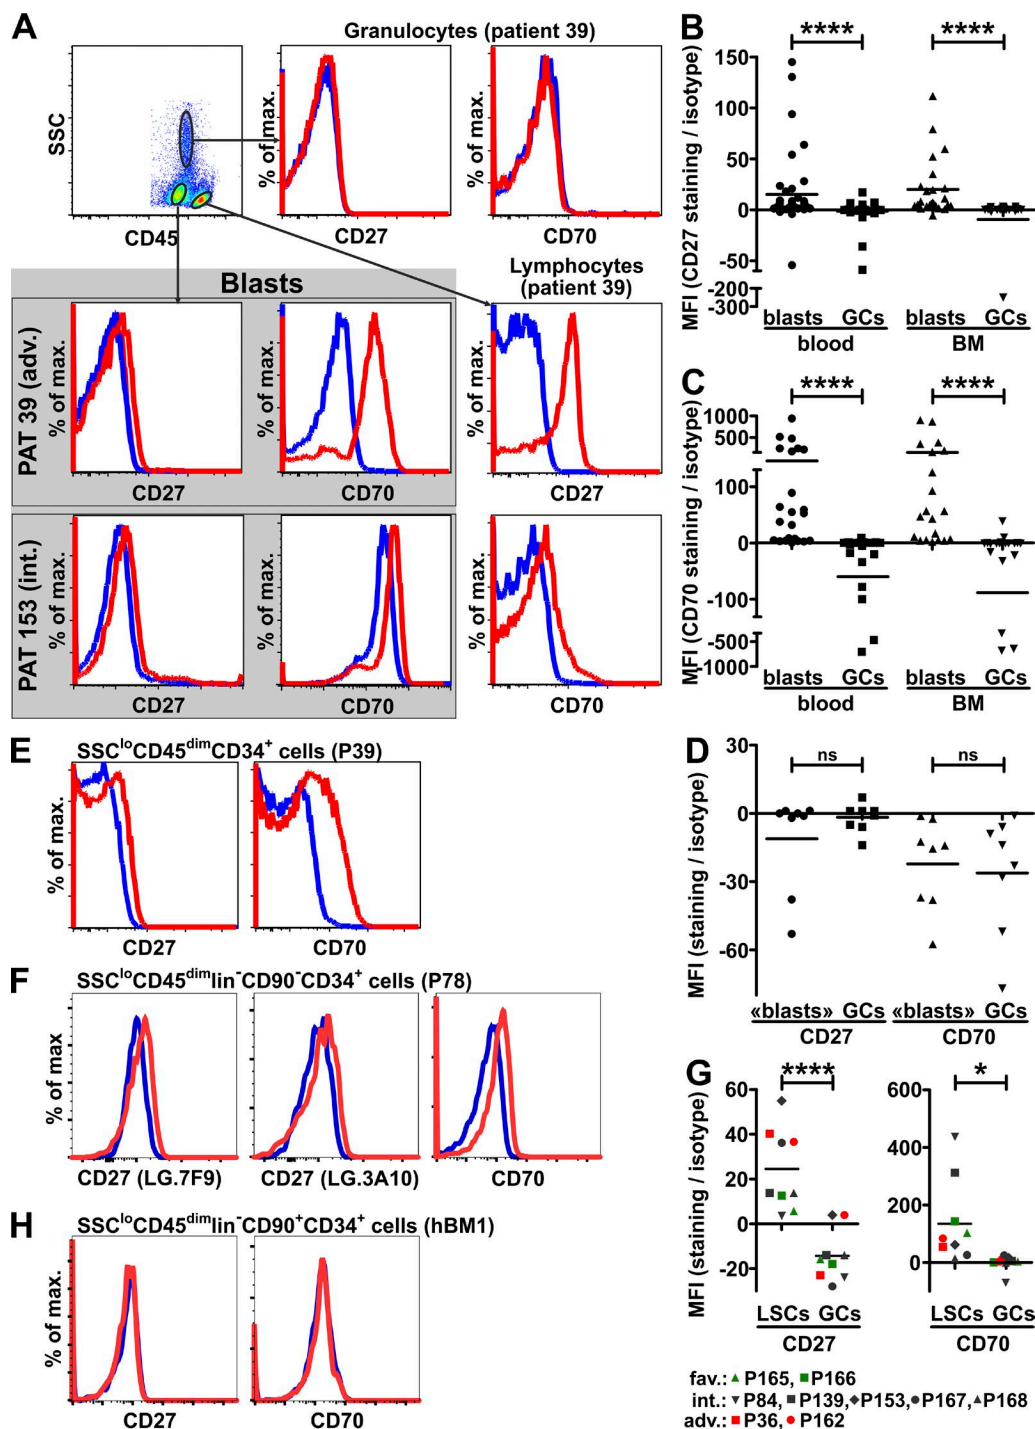 A
Granulocytes (patient 39)
SSC
CD45
% of max.
CD27
% of max.
CD70
Blasts
Lymphocytes
(patient 39)
PAT 39 (adv.)
% of max.
CD27
% of max.
CD70
% of max.
CD27
PAT 153 (int.)
% of max.
CD27
% of max.
CD70
% of max.
CD70
B
MFI (CD27 staining / isotype)
**** ****
150
100
50
0
-50
-200
-300
blasts GCs blasts GCs
blood BM
C
MFI (CD70 staining / isotype)
**** ****
1000
500
100
0
-100
-500
1000
blasts GCs blasts GCs
blood BM
D
MFI (staining / isotype)
ns ns
30
0
-30
-60
«blasts» GCs «blasts» GCs
CD27 CD70
E
SSCloCD45dimCD34+ cells (P39)
% of max.
CD27
CD70
F
SSCloCD45dimlin-CD90-CD34+ cells (P78)
% of max
CD27 (LG.7F9) CD27 (LG.3A10) CD70
G
MFI (staining / isotype)
**** *
60
40
20
0
-20
LSCs GCs
CD27
600
400
200
0
LSCs GCs
CD70
fav.: P165, P166
int.: P84, P139, P153, P167, P168
adv.: P36, P162
H
SSCloCD45dimlin-CD90+CD34+ cells (hBM1)
% of max.
CD27 CD70